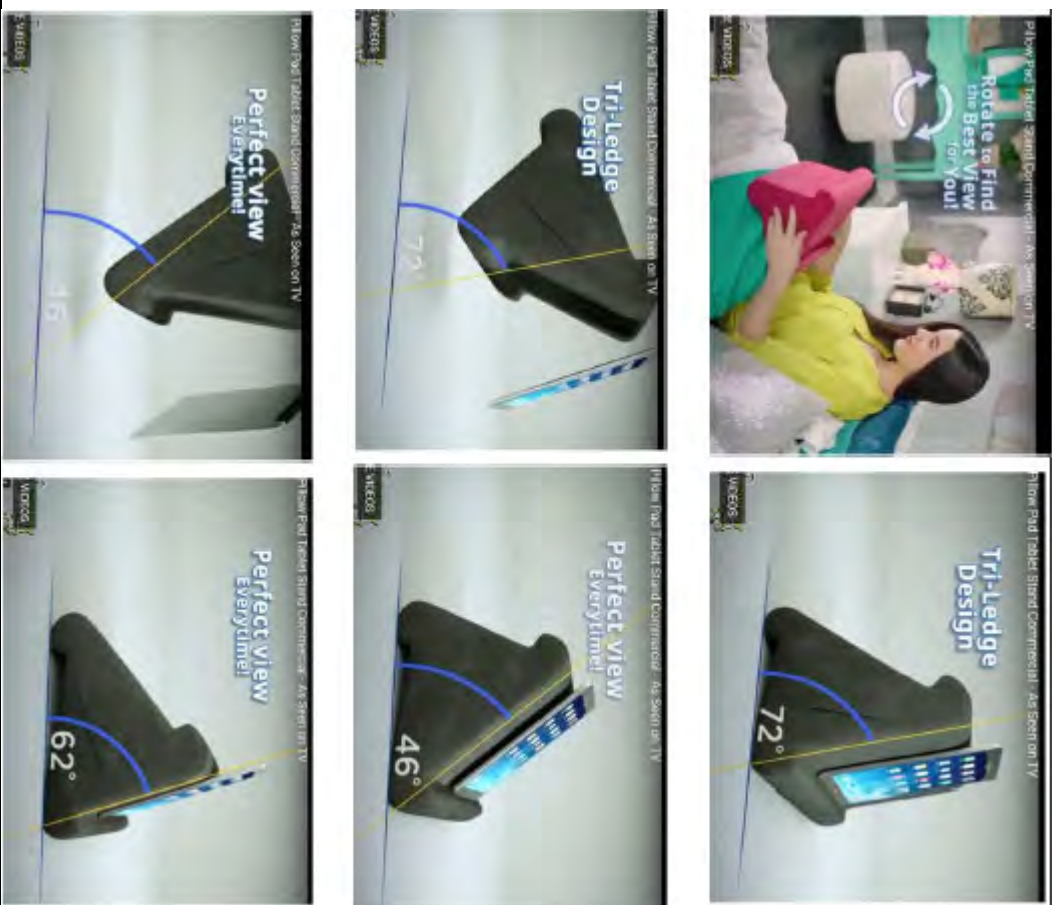 Pillow Pad Tablet Stand Commercial - As Seen on TV
Rotate to Find
the Best View
for You!
E VIDEOS
Pillow Pad Tablet Stand Commercial - As Seen on TV
Tri-Ledge
Design
72°
VIDEOS
Pillow Pad Tablet Stand Commercial - As Seen on TV
Tri-Ledge
Design
72°
VIDEOS
Pillow Pad Tablet Stand Commercial - As Seen on TV
Perfect view
Everytime!
46°
E VIDEOS
Pillow Pad Tablet Stand Commercial - As Seen on TV
Perfect view
Everytime!
46
E VIDEOS
Pillow Pad Tablet Stand Commercial - As Seen on TV
Perfect view
Everytime!
62°
VIDEOS